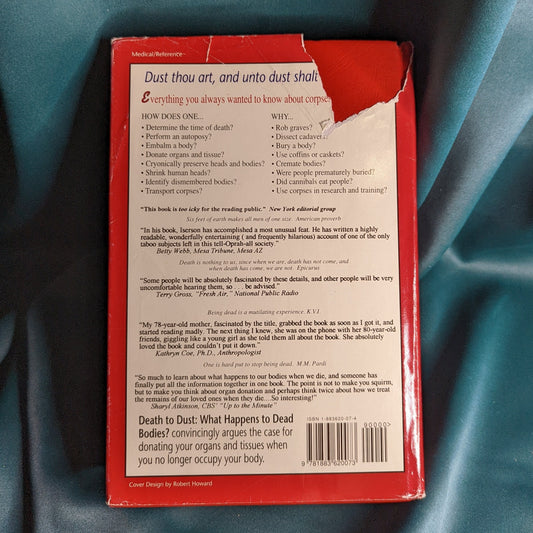 Medical/Reference
Dust thou art, and unto dust shalt
Everything you always wanted to know about corpses
HOW DOES ONE...
• Determine the time of death?
• Perform an autoposy?
• Embalm a body?
• Donate organs and tissue?
• Cryonically preserve heads and bodies?
• Shrink human heads?
• Identify dismembered bodies?
• Transport corpses?
WHY...
• Rob graves?
• Dissect cadavers
• Bury a body?
• Use coffins or caskets?
• Cremate bodies?
• Were people prematurely buried?
• Did cannibals eat people?
• Use corpses in research and training?
"This book is too icky for the reading public." New York editorial group
Six feet of earth makes all men of one size. American proverb
"In his book, Iserson has accomplished a most unusual feat. He has written a highly
readable, wonderfully entertaining ( and frequently hilarious) account of one of the only
taboo subjects left in this tell-Oprah-all society."
Betty Webb, Mesa Tribune, Mesa AZ
Death is nothing to us, since when we are, death has not come, and
when death has come, we are not. Epicurus
"Some people will be absolutely fascinated by these details, and other people will be very
uncomfortable hearing them, so . . . be advised."
Terry Gross, "Fresh Air," National Public Radio
Being dead is a mutilating experience. K.V.I.
"My 78-year-old mother, fascinated by the title, grabbed the book as soon as I got it, and
started reading madly. The next thing I knew, she was on the phone with her 80-year-old
friends, giggling like a young girl as she told them all about the book. She absolutely
loved the book and couldn't put it down."
Kathryn Coe, Ph.D., Anthropologist
One is hard put to stop being dead. M.M. Pardi
"So much to learn about what happens to our bodies when we die, and someone has
finally put all the information together in one book. The point is not to make you squirm,
but to make you think about organ donation and perhaps think twice about how we treat
the remains of our loved ones when they die....So interesting!"
Sharyl Atkinson, CBS' "Up to the Minute"
Death to Dust: What Happens to Dead
Bodies? convincingly argues the case for
donating your organs and tissues when
you no longer occupy your body.
ISBN 1-883620-07-4
90000>
9 781883 620073
Cover Design by Robert Howard